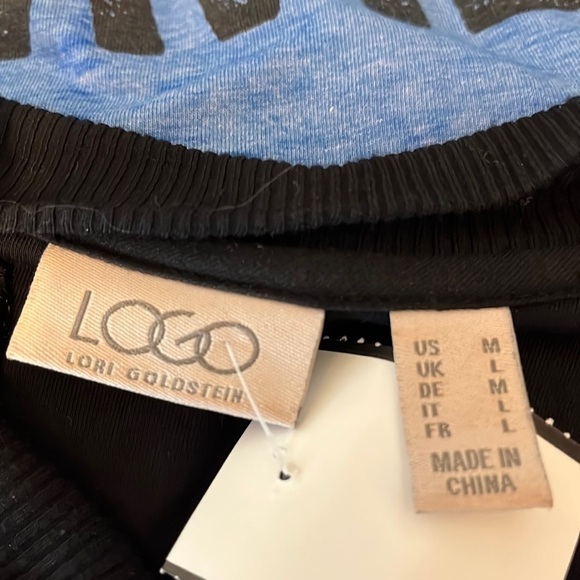 LOGO
LORI GOLDSTEIN
US M
UK L
DE M
IT L
FR L
MADE IN
CHINA